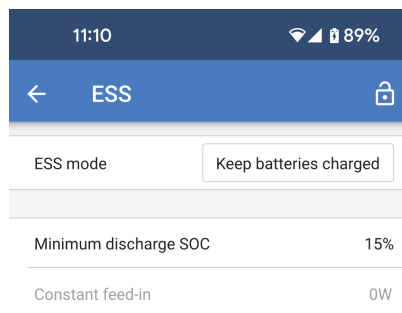 11:10 89%
ESS
ESS mode Keep batteries charged
Minimum discharge SOC 15%
Constant feed-in 0W